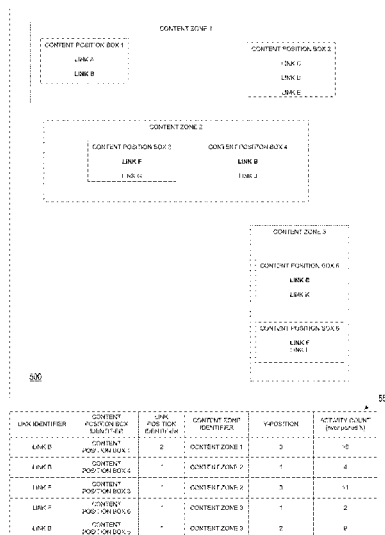 CONTENT ZONE 1
CONTENT POSITION BOX 1
LINK A
LINK B
CONTENT POSITION BOX 2
LINK C
LINK D
LINK E
CONTENT ZONE 2
CONTENT POSITION BOX 3
LINK F
LINK G
CONTENT POSITION BOX 4
LINK B
LINK J
CONTENT ZONE 3
CONTENT POSITION BOX 5
LINK B
LINK K
CONTENT POSITION BOX 6
LINK F
LINK L
500
LINK IDENTIFIER
CONTENT POSITION BOX IDENTIFIER
LINK POSITION IDENTIFIER
CONTENT ZONE IDENTIFIER
Y-POSITION
ACTIVITY COUNT
LINK B
CONTENT POSITION BOX 1
2
CONTENT ZONE 1
LINK B
CONTENT POSITION BOX 4
1
CONTENT ZONE 2
1
4
LINK F
CONTENT POSITION BOX 3
1
CONTENT ZONE 2
LINK F
CONTENT POSITION BOX 6
1
CONTENT ZONE 3
1
2
LINK B
CONTENT POSITION BOX 5
1
CONTENT ZONE 3
2